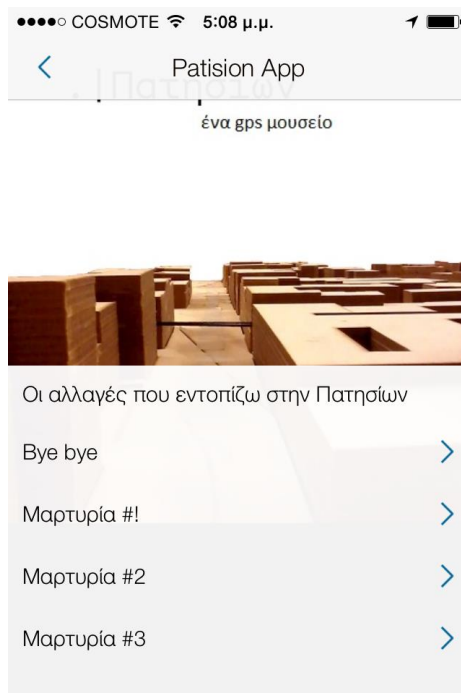 COSMOTE 5:08 μ.μ.
Patision App
.|Πατησίων
ένα gps μουσείο
Οι αλλαγές που εντοπίζω στην Πατησίων
Bye bye
Μαρτυρία #!
Μαρτυρία #2
Μαρτυρία #3